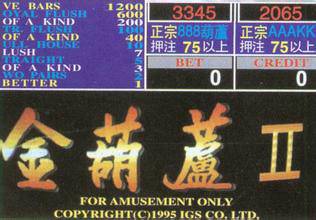 VE BARS 1200
OYAL FLUSH 600
OF A KIND 200
TR. FLUSH 100
OF A KIND 40
ULL HOUSE 10
LUSH 7
TRAIGHT 5
OF A KIND 3
WO PAIRS 2
BETTER 1
3345 2065
正宗888葫蘆 正宗AAAKK
押注 75以上 押注 75以上
BET CREDIT
0 0
金葫蘆II
FOR AMUSEMENT ONLY
COPYRIGHT(C)1995 IGS CO, LTD.